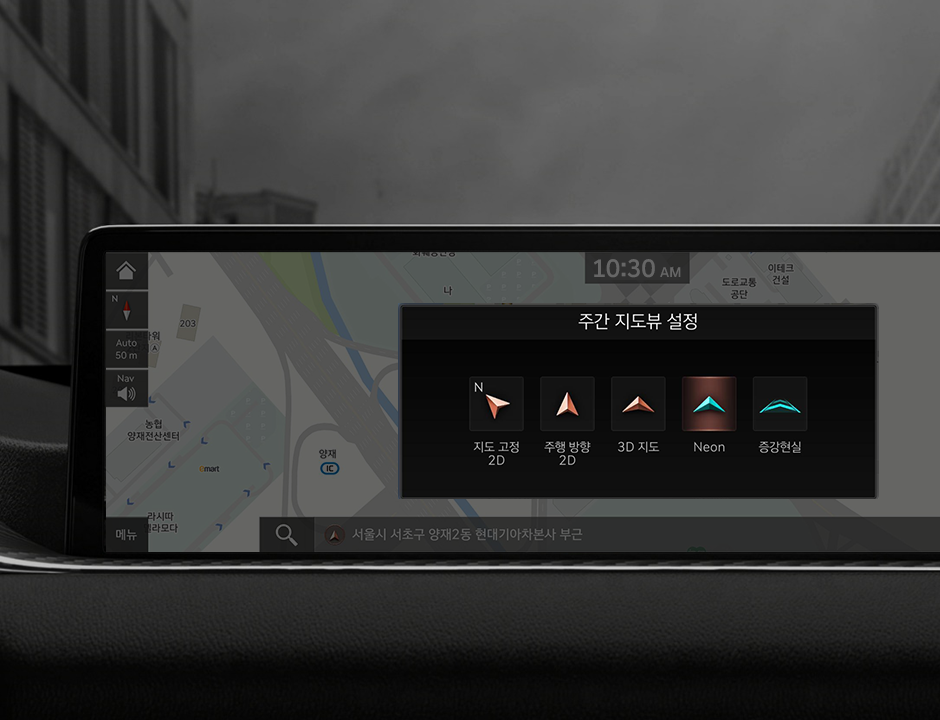 10:30 AM
이테크
건설
도로교통
공단
나
N
203
Auto
50 m
Nav
주간 지도뷰 설정
N
지도 고정
2D
주행 방향
2D
3D 지도
Neon
증강현실
농협
양재전산센터
양재
IC
emart
라시따
메뉴
서울시 서초구 양재2동 현대기아차본사 부근